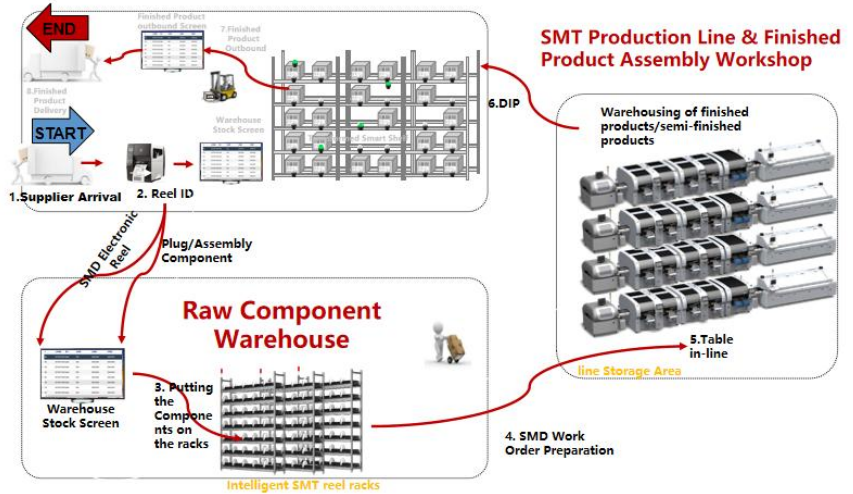 END
Finished Product
outbound Screen
7.Finished
Product
Outbound
8.Finished
Product
Delivery
START
Warehouse
Stock Screen
1.Supplier Arrival
2. Reel ID
SMT Production Line & Finished
Product Assembly Workshop
6.DIP
Warehousing of finished
products/semi-finished
products
SMD Electronic
Reel
Plug/Assembly
Component
Raw Component
Warehouse
5.Table
in-line
line Storage Area
3. Putting
the
Compone
nts on
the racks
Warehouse
Stock Screen
4. SMD Work
Order Preparation
Intelligent SMT reel racks